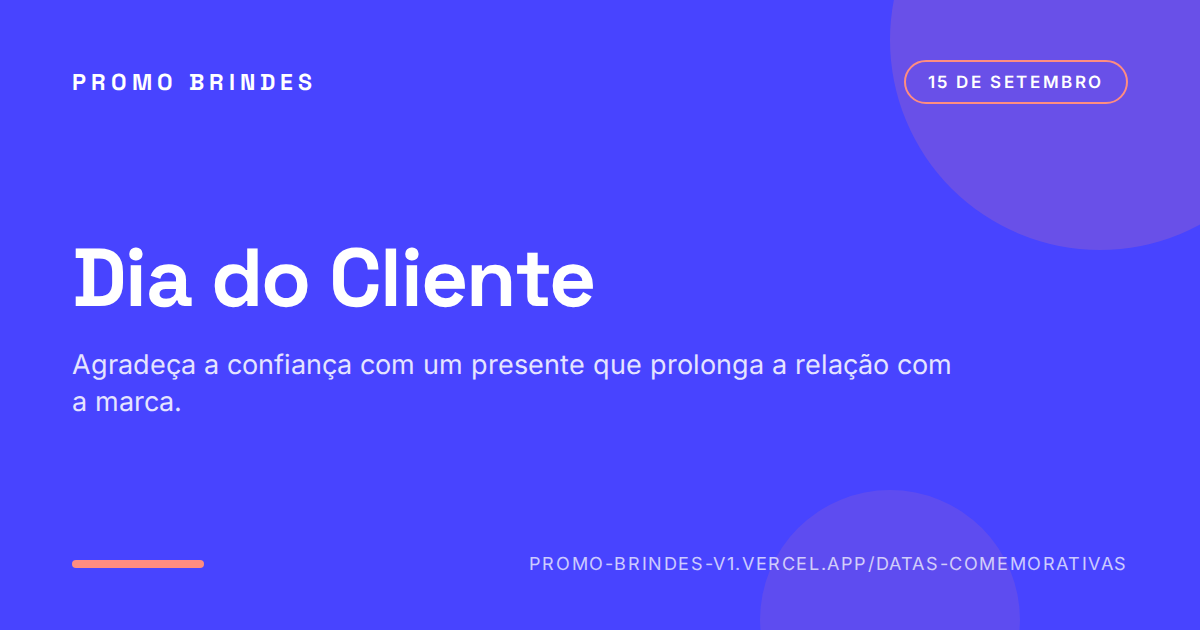 PROMO BRINDES
15 DE SETEMBRO
Dia do Cliente
Agradeça a confiança com um presente que prolonga a relação com
a marca.
PROMO-BRINDES-V1.VERCEL.APP/DATAS-COMEMORATIVAS